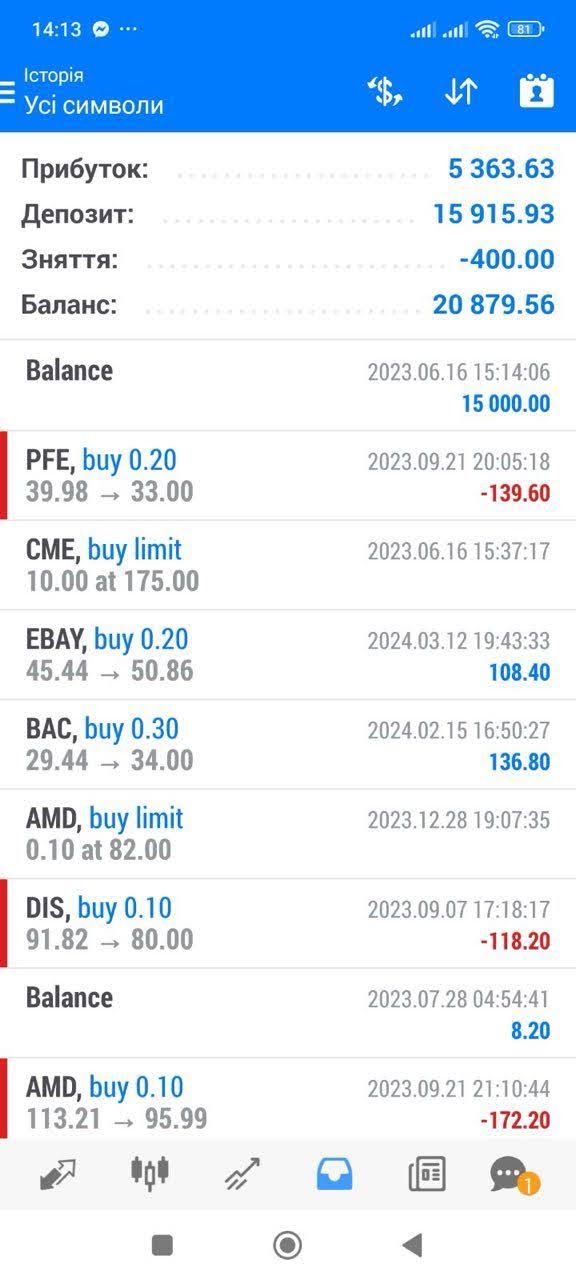 14:13 ... 81
Історія
Усі символи
Прибуток: 5 363.63
Депозит: 15 915.93
Зняття: -400.00
Баланс: 20 879.56
Balance 2023.06.16 15:14:06
15 000.00
PFE, buy 0.20 2023.09.21 20:05:18
39.98 → 33.00 -139.60
CME, buy limit 2023.06.16 15:37:17
10.00 at 175.00
EBAY, buy 0.20 2024.03.12 19:43:33
45.44 → 50.86 108.40
BAC, buy 0.30 2024.02.15 16:50:27
29.44 → 34.00 136.80
AMD, buy limit 2023.12.28 19:07:35
0.10 at 82.00
DIS, buy 0.10 2023.09.07 17:18:17
91.82 → 80.00 -118.20
Balance 2023.07.28 04:54:41
8.20
AMD, buy 0.10 2023.09.21 21:10:44
113.21 → 95.99 -172.20
1